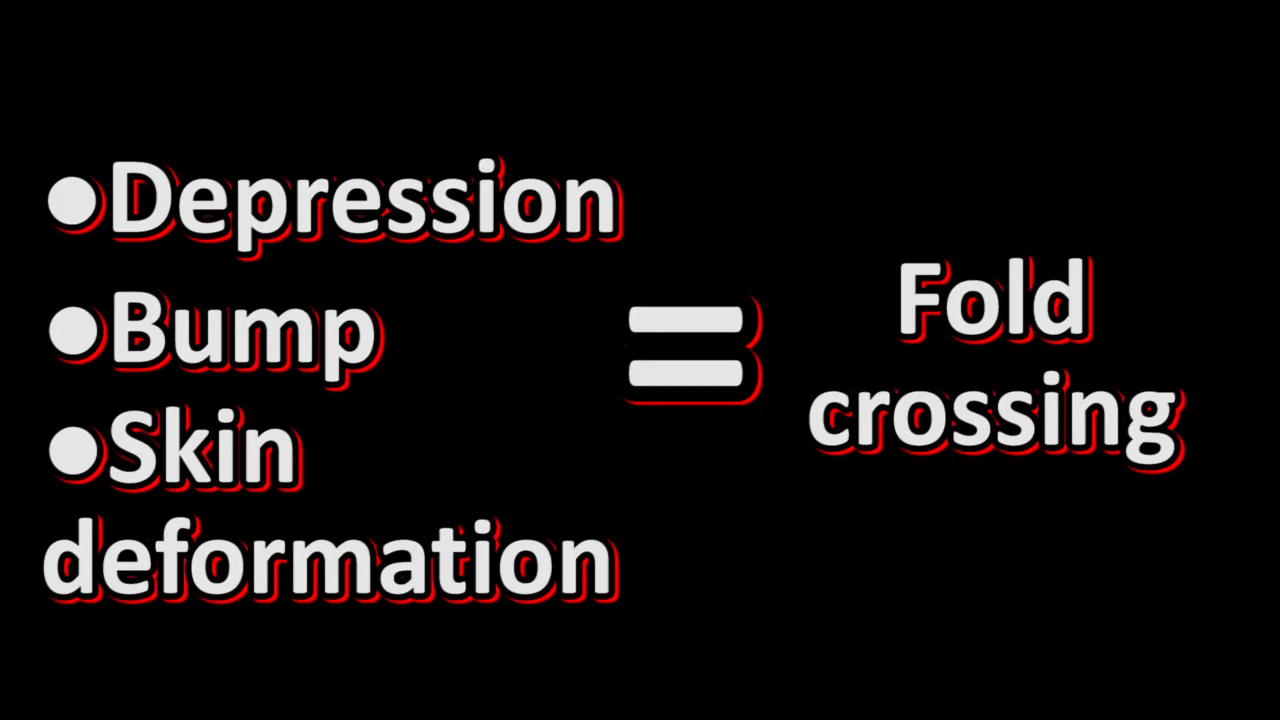 ●Depression
●Bump
●Skin
deformation
=
Fold
crossing